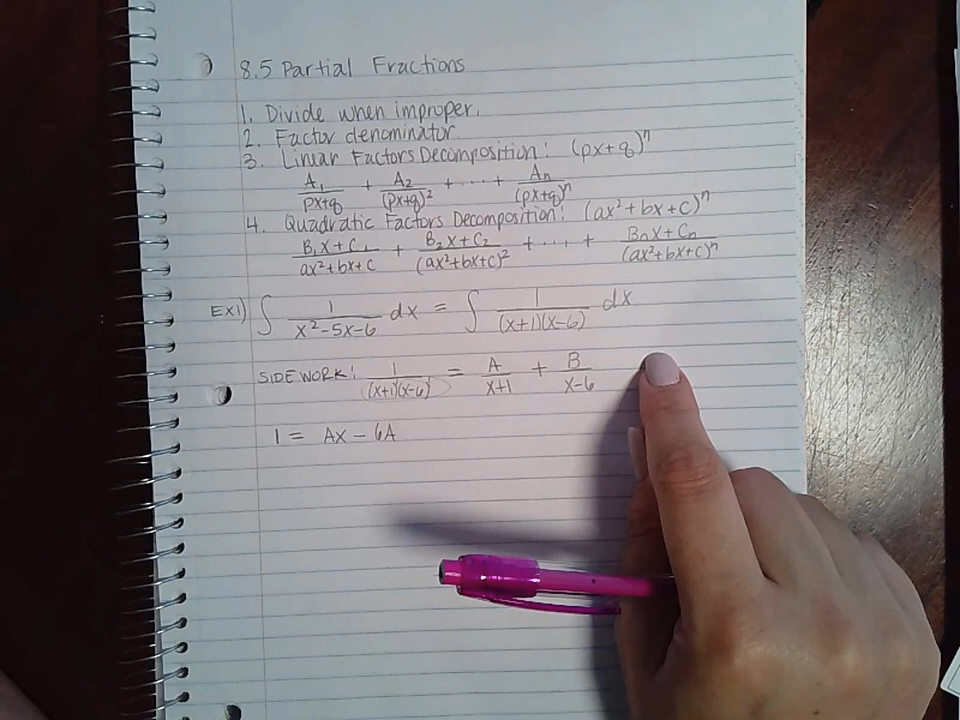 8.5 Partial Fractions
1. Divide when improper.
2. Factor denominator
3. Linear Factors Decomposition: (px+q)^n
A₁/(px+q) + A₂/(px+q)² + ... + Aₙ/(px+q)^n
4. Quadratic Factors Decomposition: (ax²+bx+c)^n
(B₁x+C₁)/(ax²+bx+c) + (B₂x+C₂)/(ax²+bx+c)² + ... + (Bₙx+Cₙ)/(ax²+bx+c)^n
EX1) ∫ 1/(x²-5x-6) dx = ∫ 1/((x+1)(x-6)) dx
SIDEWORK: 1/((x+1)(x-6)) = A/(x+1) + B/(x-6)
1 = Ax - 6A